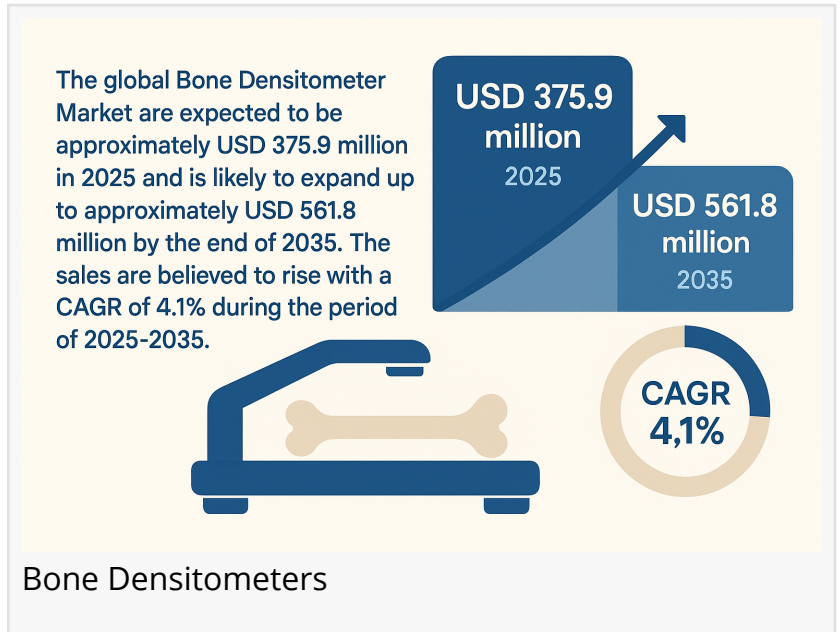 The global Bone Densitometer
Market are expected to be
approximately USD 375.9 million
in 2025 and is likely to expand up
to approximately USD 561.8
million by the end of 2035. The
sales are believed to rise with a
CAGR of 4.1% during the period
of 2025-2035.
USD 375.9
million
2025
USD 561.8
million
2035
CAGR
4,1%
Bone Densitometers